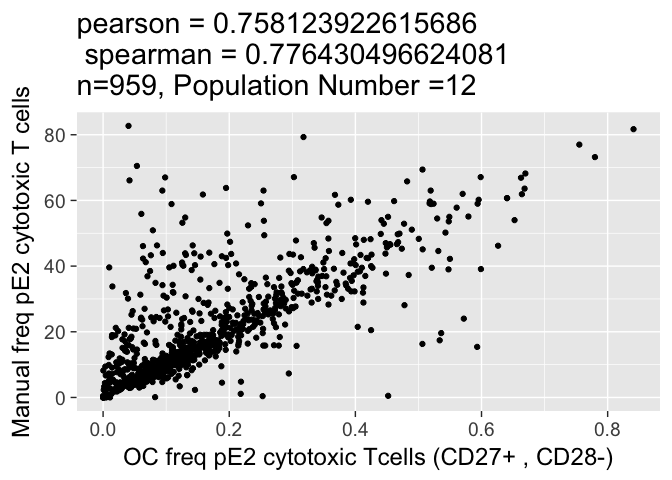 pearson = 0.758123922615686
spearman = 0.776430496624081
n=959, Population Number =12
Manual freq pE2 cytotoxic T cells
80
60
40
20
0
0.0 0.2 0.4 0.6 0.8
OC freq pE2 cytotoxic Tcells (CD27+ , CD28-)